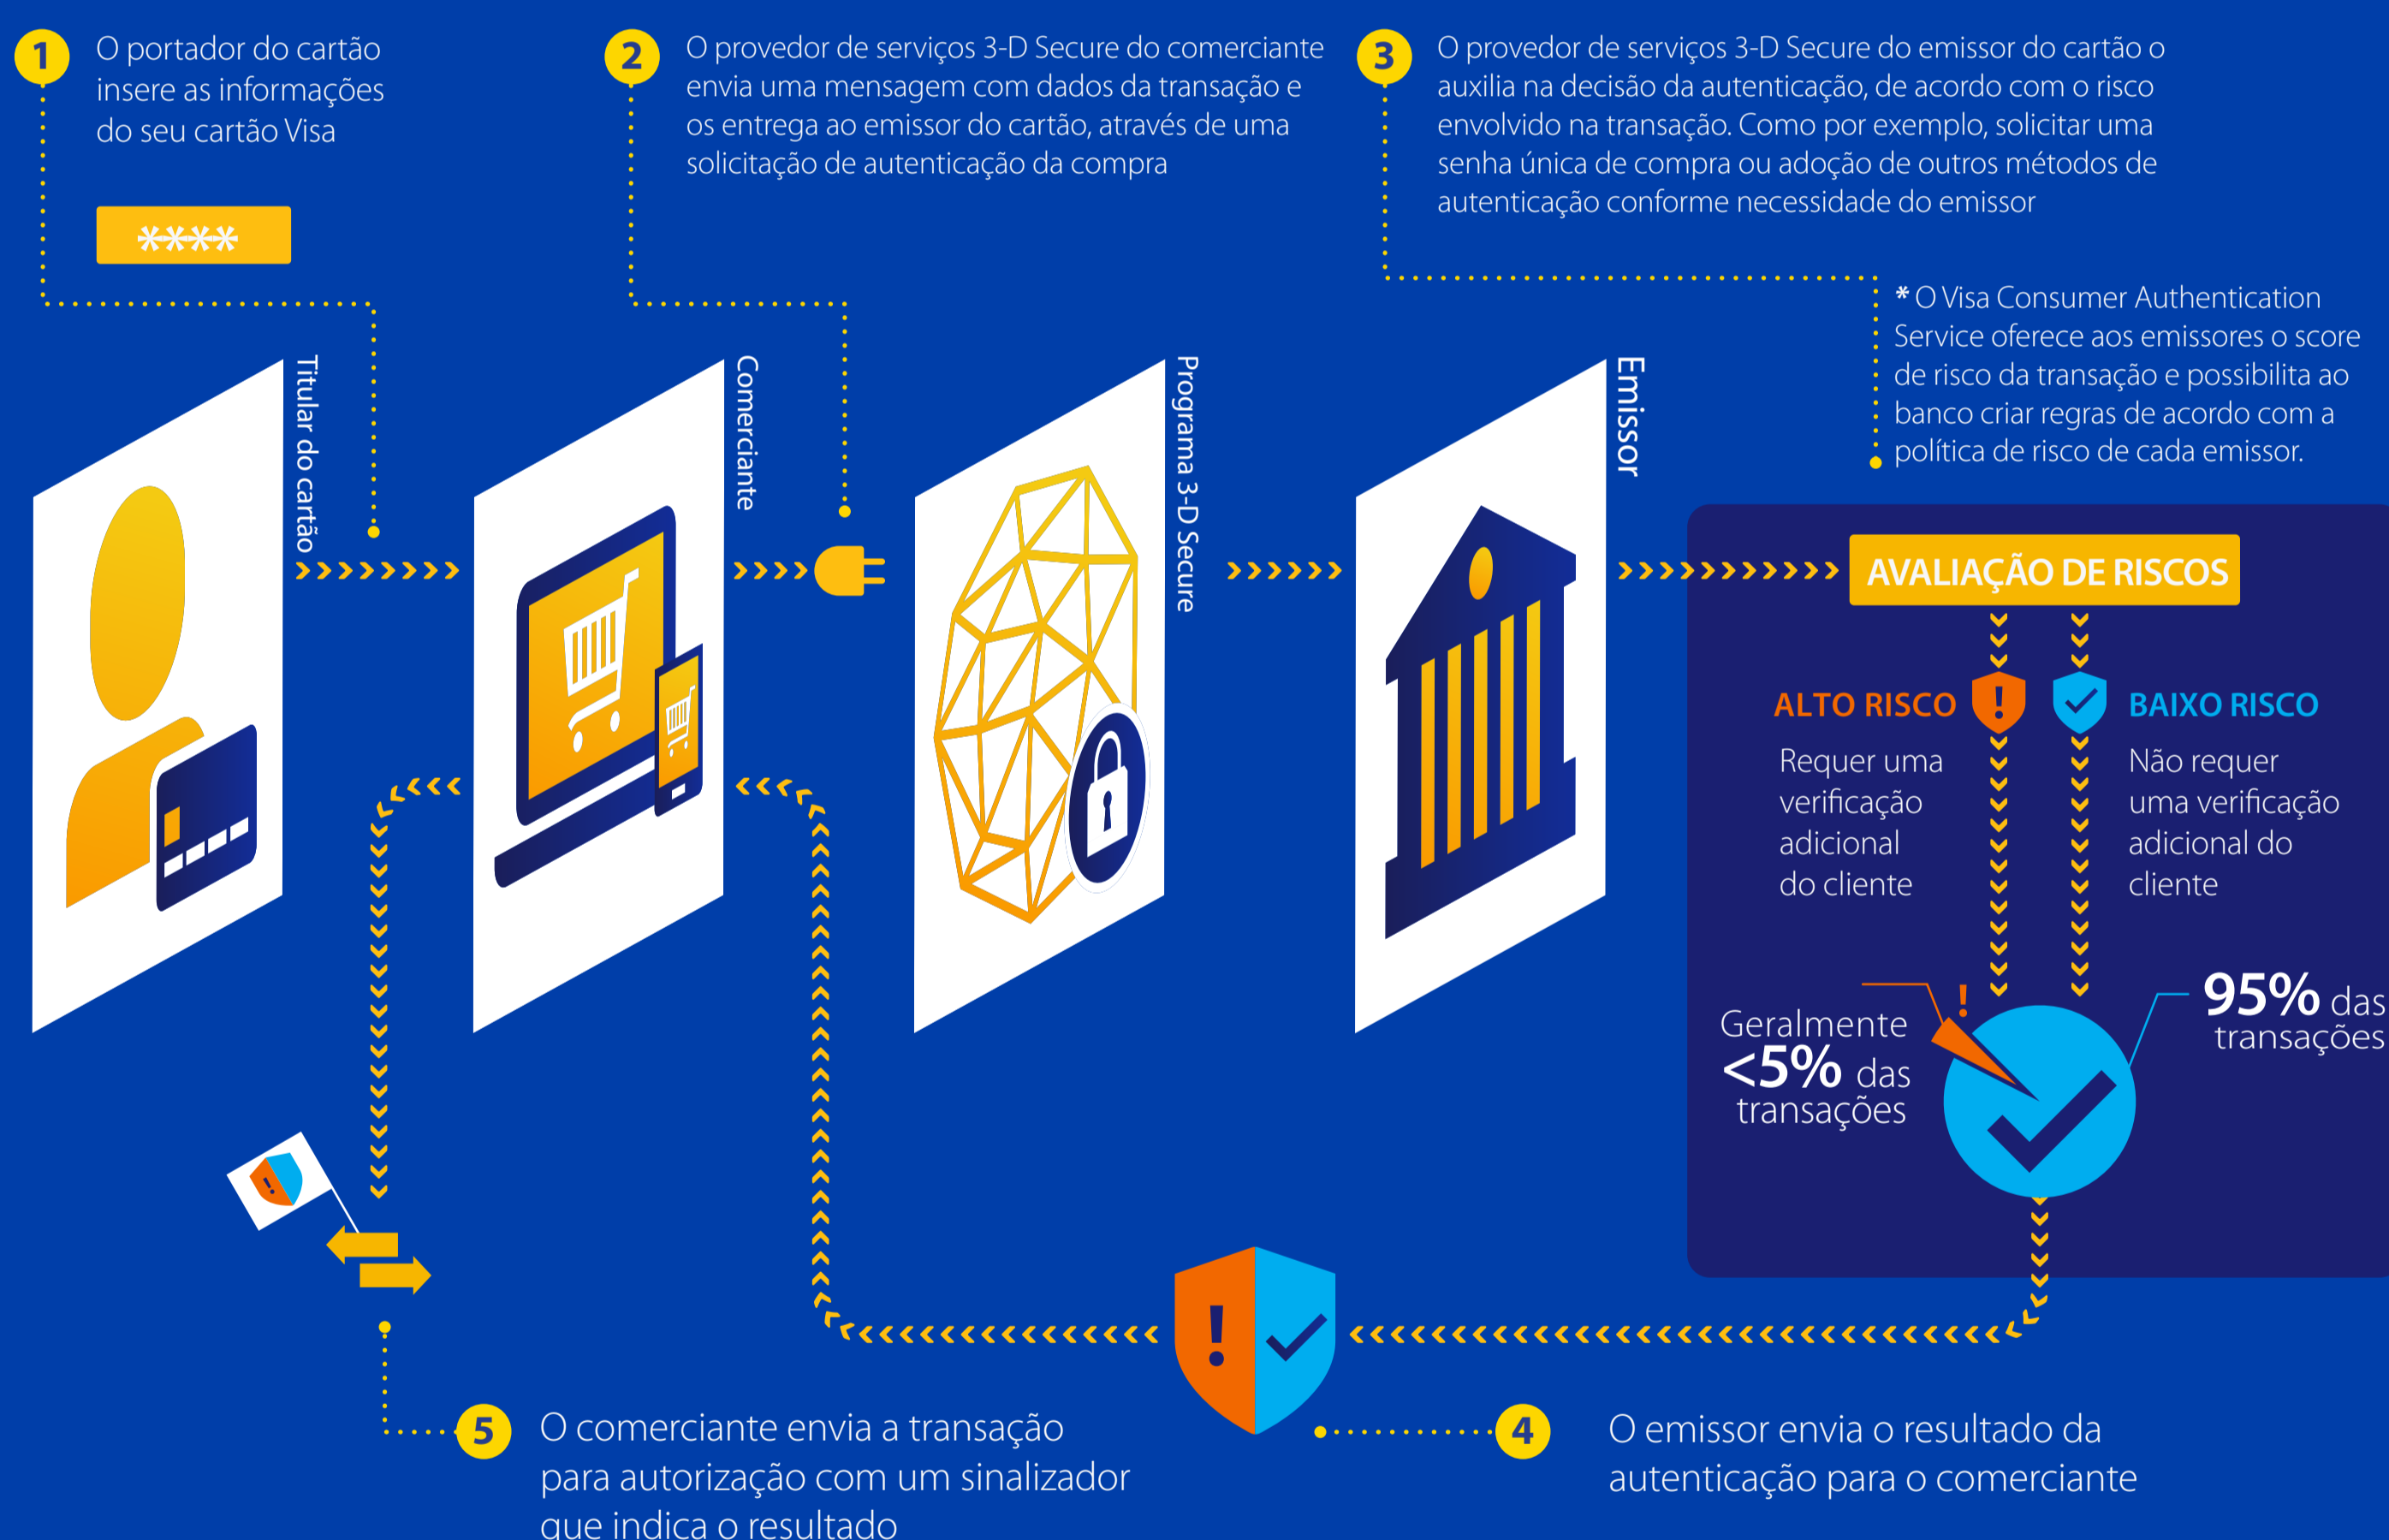 1
O portador do cartão
insere as informações
do seu cartão Visa
****
2
O provedor de serviços 3-D Secure do comerciante
envia uma mensagem com dados da transação e
os entrega ao emissor do cartão, através de uma
solicitação de autenticação da compra
3
O provedor de serviços 3-D Secure do emissor do cartão o
auxilia na decisão da autenticação, de acordo com o risco
envolvido na transação. Como por exemplo, solicitar uma
senha única de compra ou adoção de outros métodos de
autenticação conforme necessidade do emissor
* O Visa Consumer Authentication
Service oferece aos emissores o score
de risco da transação e possibilita ao
banco criar regras de acordo com a
política de risco de cada emissor.
Titular do cartão
Comerciante
Programa 3-D Secure
Emissor
AVALIAÇÃO DE RISCOS
ALTO RISCO
!
Requer uma
verificação
adicional
do cliente
BAIXO RISCO
Não requer
uma verificação
adicional do
cliente
!
Geralmente
<5% das
transações
95% das
transações
!
!
4
O emissor envia o resultado da
autenticação para o comerciante
5
O comerciante envia a transação
para autorização com um sinalizador
que indica o resultado